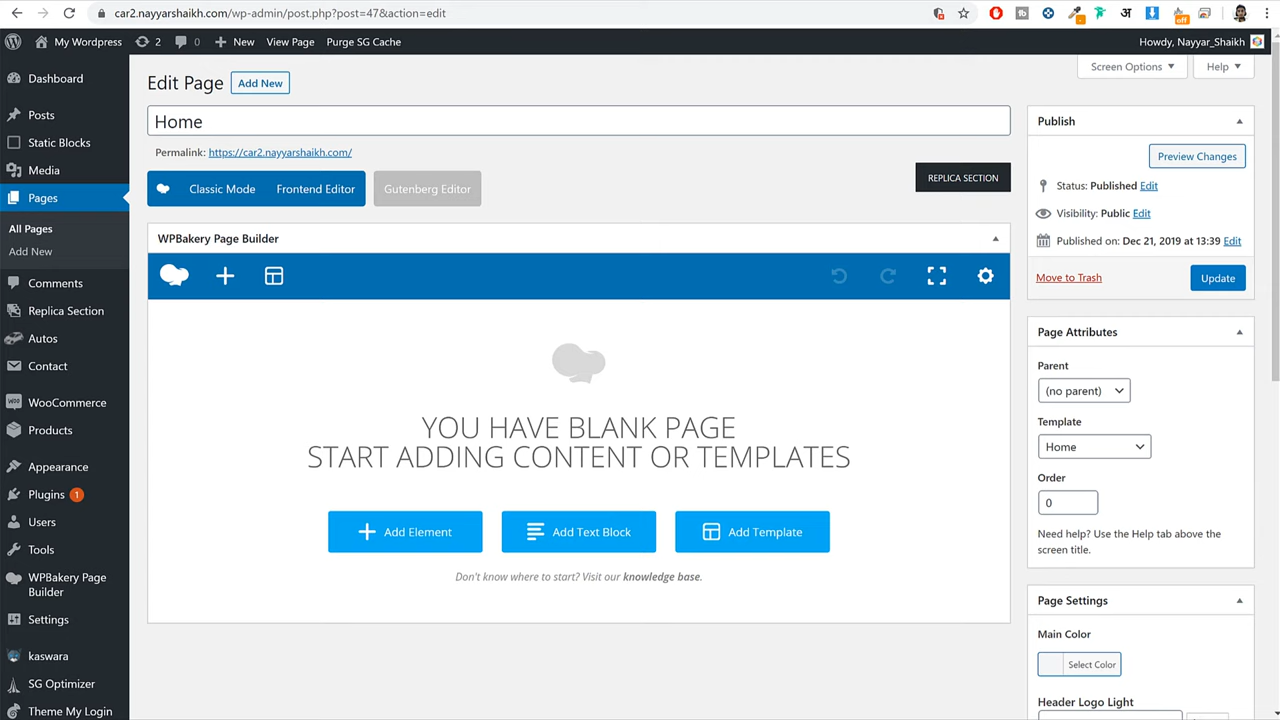 car2.nayyarshaikh.com/wp-admin/post.php?post=47&action=edit
off
My Wordpress
2
0
New
View Page
Purge SG Cache
Howdy, Nayyar_Shaikh
Dashboard
Posts
Static Blocks
Media
Pages
All Pages
Add New
Comments
Replica Section
Autos
Contact
WooCommerce
Products
Appearance
Plugins 1
Users
Tools
WPBakery Page
Builder
Settings
kaswara
SG Optimizer
Theme My Login
Screen Options
Help
Edit Page
Add New
Home
Permalink: https://car2.nayyarshaikh.com/
Classic Mode
Frontend Editor
Gutenberg Editor
REPLICA SECTION
WPBakery Page Builder
YOU HAVE BLANK PAGE
START ADDING CONTENT OR TEMPLATES
Add Element
Add Text Block
Add Template
Don't know where to start? Visit our knowledge base.
Publish
Preview Changes
Status: Published Edit
Visibility: Public Edit
Published on: Dec 21, 2019 at 13:39 Edit
Move to Trash
Update
Page Attributes
Parent
(no parent)
Template
Home
Order
0
Need help? Use the Help tab above the
screen title.
Page Settings
Main Color
Select Color
Header Logo Light